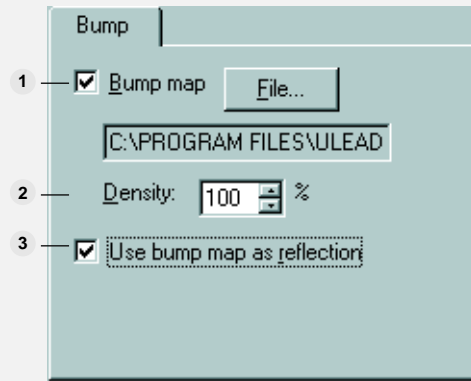 Bump
1 Bump map File...
C:\PROGRAM FILES\ULEAD
2 Density: 100 %
3 Use bump map as reflection